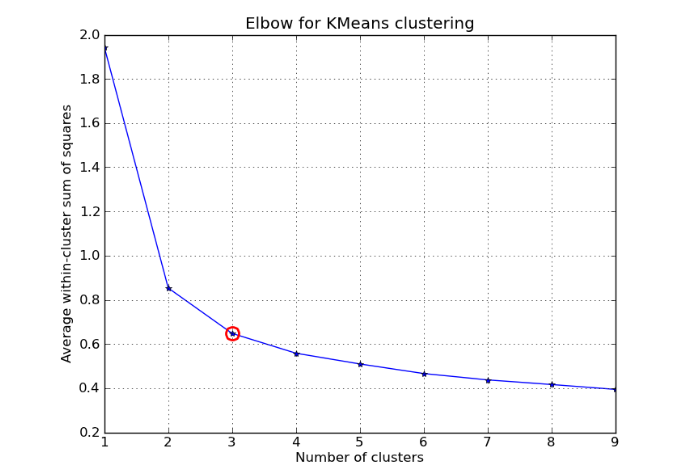 Elbow for KMeans clustering
2.0
1.8
1.6
1.4
1.2
1.0
0.8
0.6
0.4
0.2
Average within-cluster sum of squares
1 2 3 4 5 6 7 8 9
Number of clusters